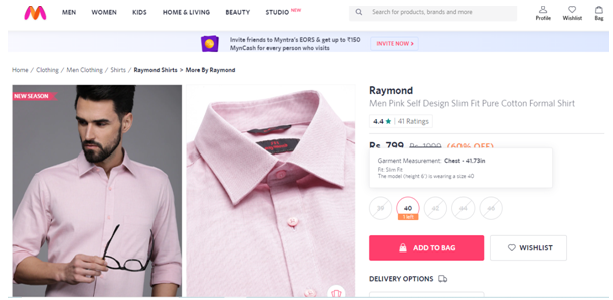 MEN WOMEN KIDS HOME & LIVING BEAUTY STUDIO NEW
Search for products, brands and more
Profile Wishlist Bag
Invite friends to Myntra's EORS & get up to ₹150
MynCash for every person who visits
INVITE NOW >
Home / Clothing / Men Clothing / Shirts / Raymond Shirts > More By Raymond
NEW SEASON
Raymond
Men Pink Self Design Slim Fit Pure Cotton Formal Shirt
4.4 ★ | 41 Ratings
Rs. 799 Rs. (60% OFF)
Garment Measurement: Chest - 41.73in
Fit: Slim Fit
The model (height 6') is wearing a size 40
39 40 42 44 46
1 left
ADD TO BAG
WISHLIST
DELIVERY OPTIONS